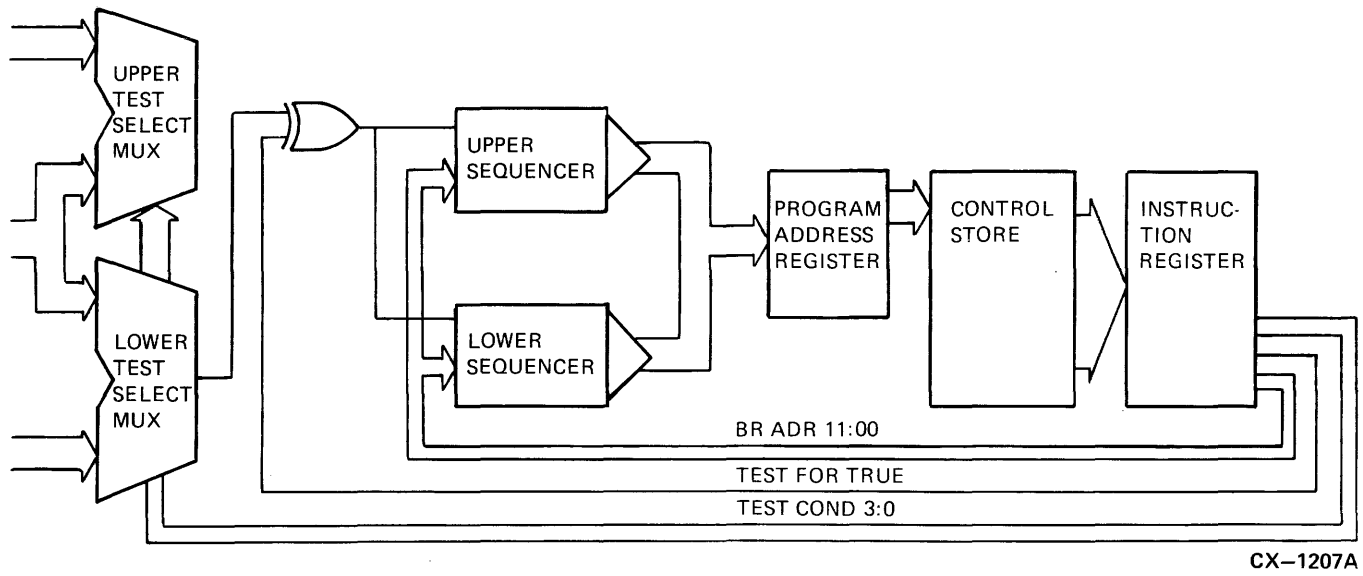 UPPER
TEST
SELECT
MUX
UPPER
SEQUENCER
PROGRAM
ADDRESS
REGISTER
CONTROL
STORE
INSTRUC-
TION
REGISTER
LOWER
TEST
SELECT
MUX
LOWER
SEQUENCER
BR ADR 11:00
TEST FOR TRUE
TEST COND 3:0
CX-1207A